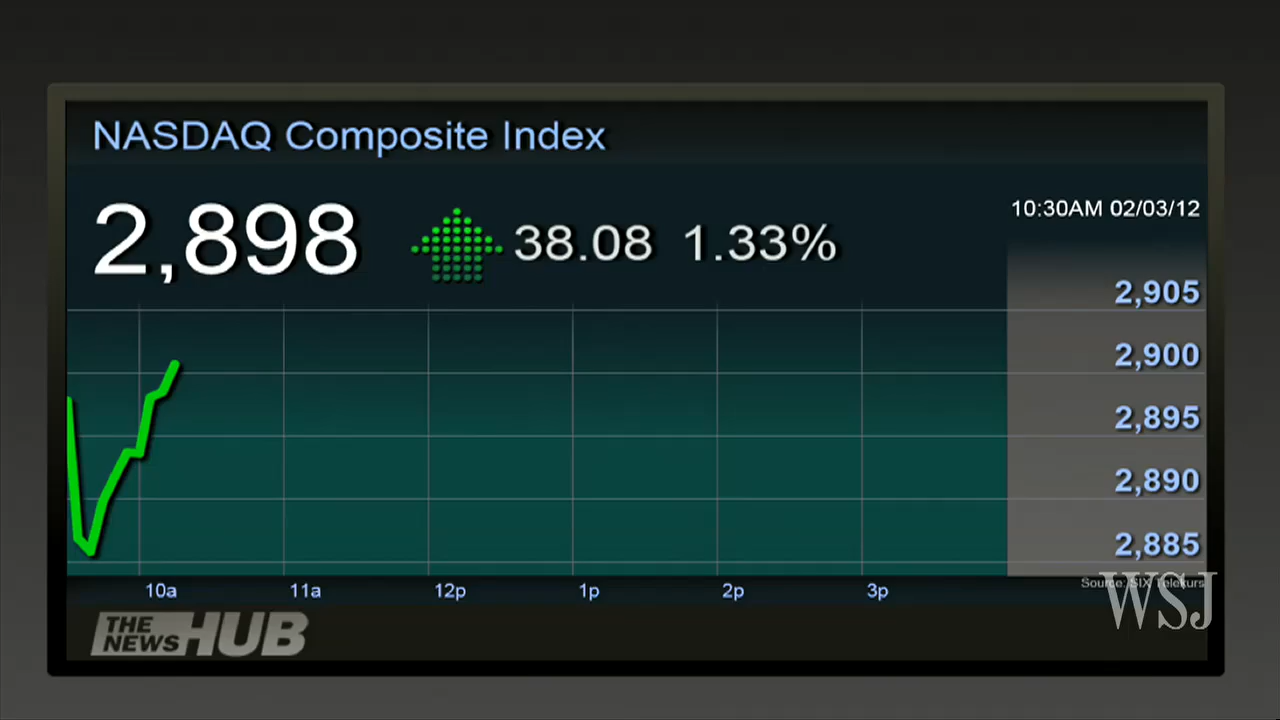 NASDAQ Composite Index
2,898
38.08 1.33%
10:30AM 02/03/12
2,905
2,900
2,895
2,890
2,885
10a 11a 12p 1p 2p 3p
Source: SIX Telekurs
WSJ
THE
NEWS
HUB